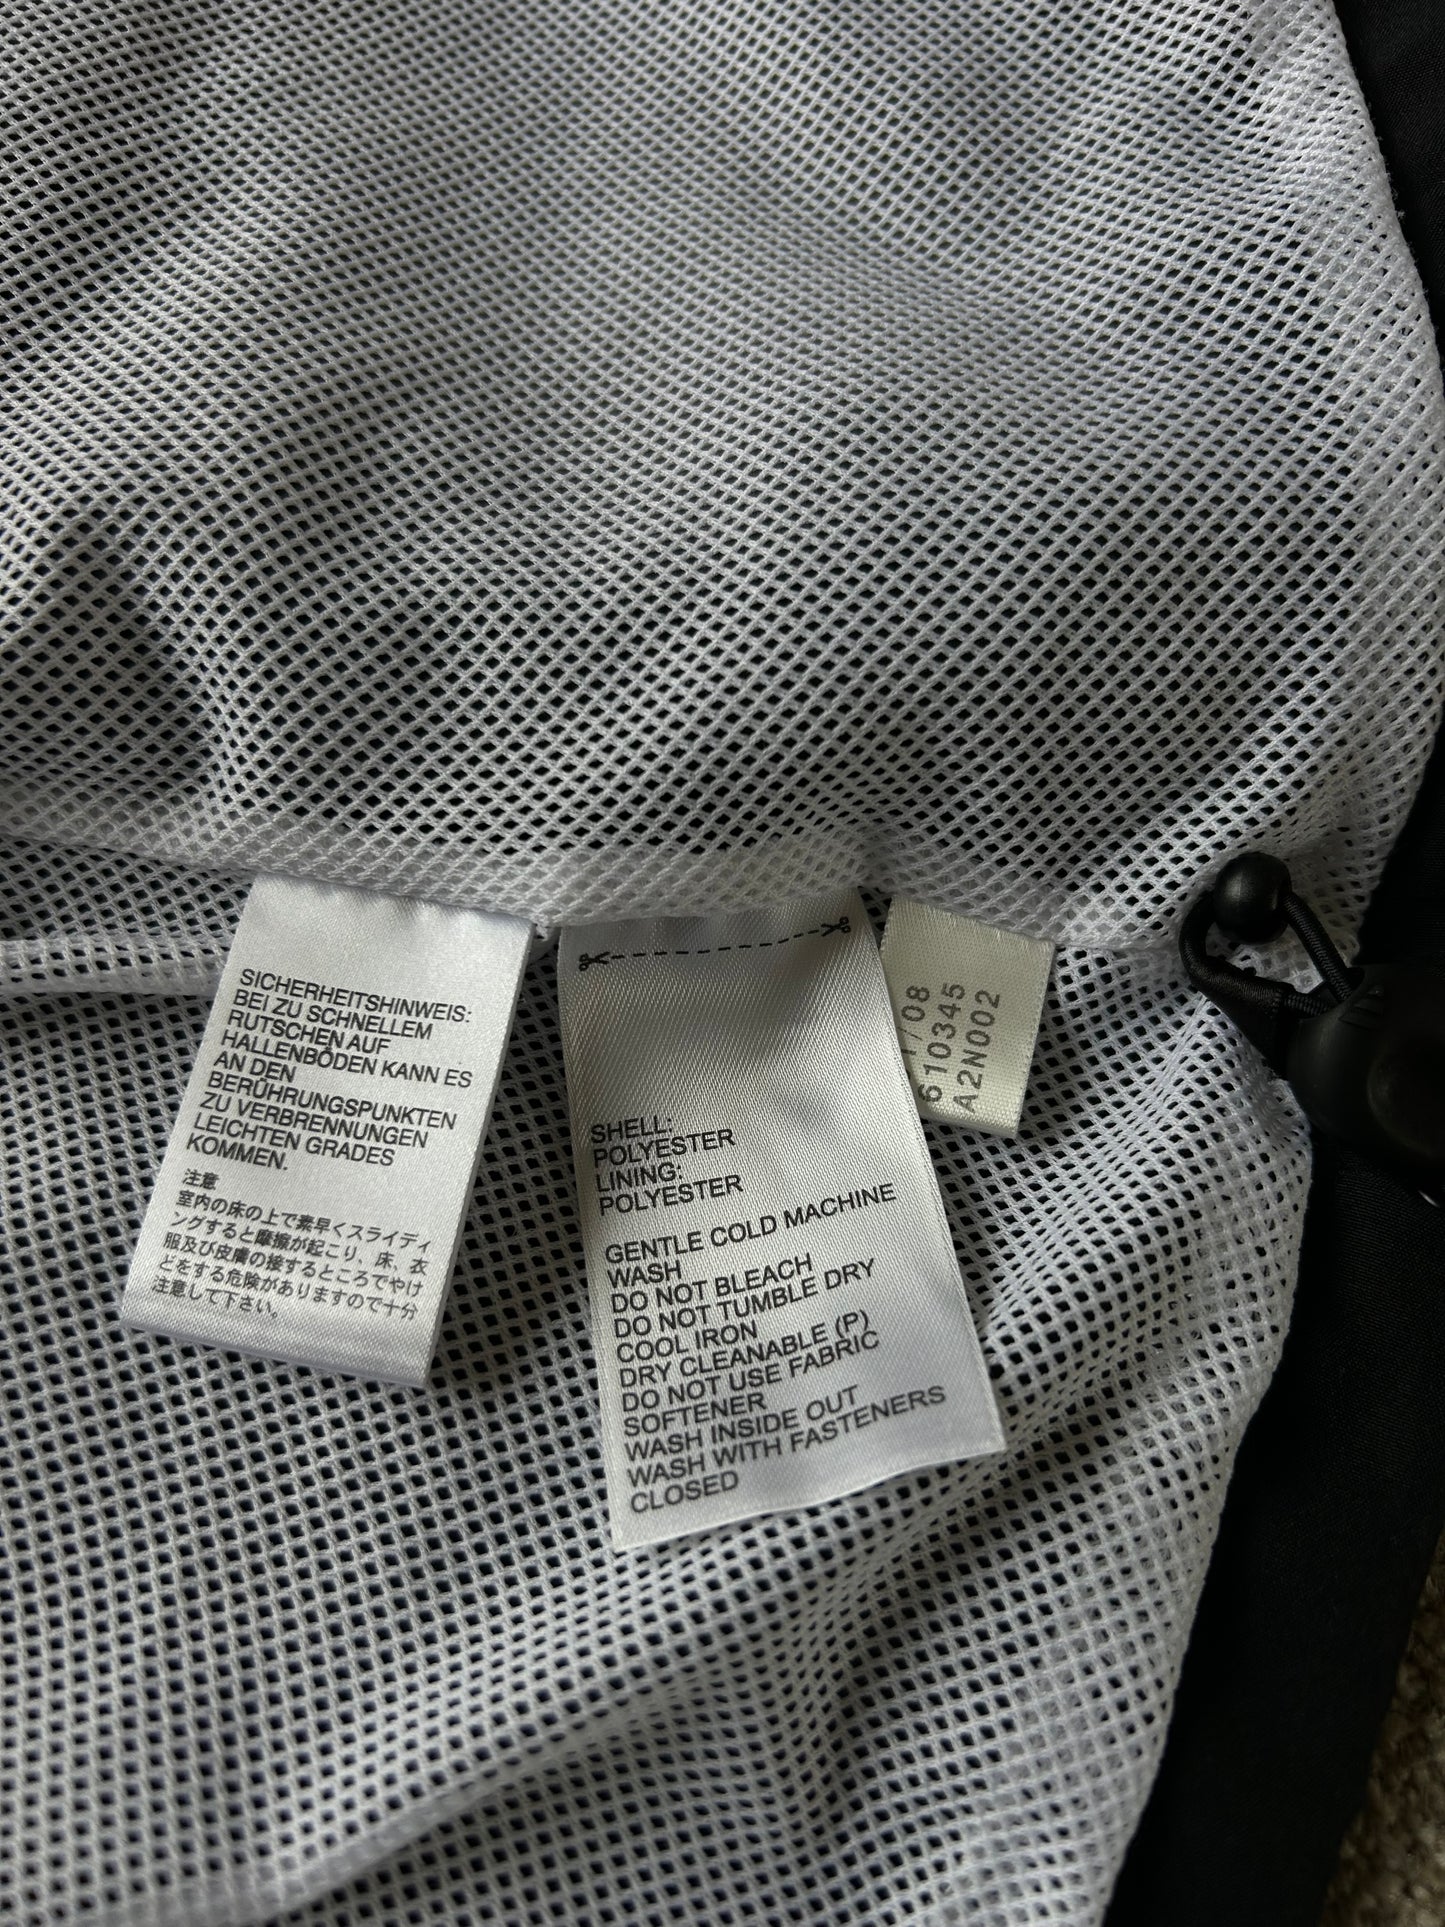 SICHERHEITSHINWEIS:
BEI ZU SCHNELLEM
RUTSCHEN AUF
HALLENBÖDEN KANN ES
AN DEN
BERÜHRUNGSPUNKTEN
ZU VERBRENNUNGEN
LEICHTEN GRADES
KOMMEN.
注意
室内の床の上で素早くスライディ
ングすると摩擦が起こり、床、衣
服及び皮膚の接するところでやけ
どをする危険がありますので十分
注意して下さい。
SHELL:
POLYESTER
LINING:
POLYESTER
GENTLE COLD MACHINE
WASH
DO NOT BLEACH
DO NOT TUMBLE DRY
COOL IRON
DRY CLEANABLE (P)
DO NOT USE FABRIC
SOFTENER
WASH INSIDE OUT
WASH WITH FASTENERS
CLOSED
/08
610345
A2N002